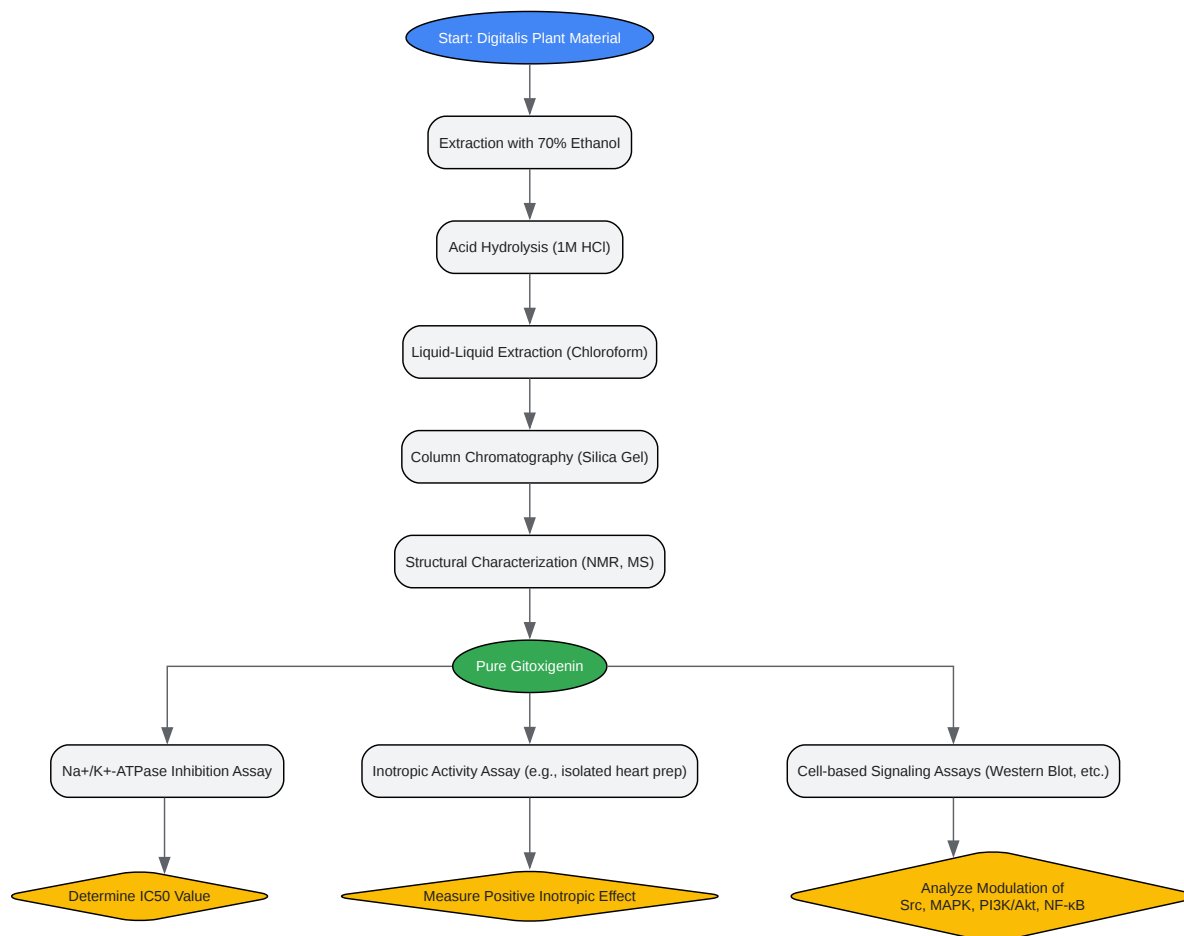 Start: Digitalis Plant Material
Extraction with 70% Ethanol
Acid Hydrolysis (1M HCl)
Liquid-Liquid Extraction (Chloroform)
Column Chromatography (Silica Gel)
Structural Characterization (NMR, MS)
Pure Gitoxigenin
Na+/K+-ATPase Inhibition Assay
Inotropic Activity Assay (e.g., isolated heart prep)
Cell-based Signaling Assays (Western Blot, etc.)
Determine IC50 Value
Measure Positive Inotropic Effect
Analyze Modulation of
Src, MAPK, PI3K/Akt, NF-κB